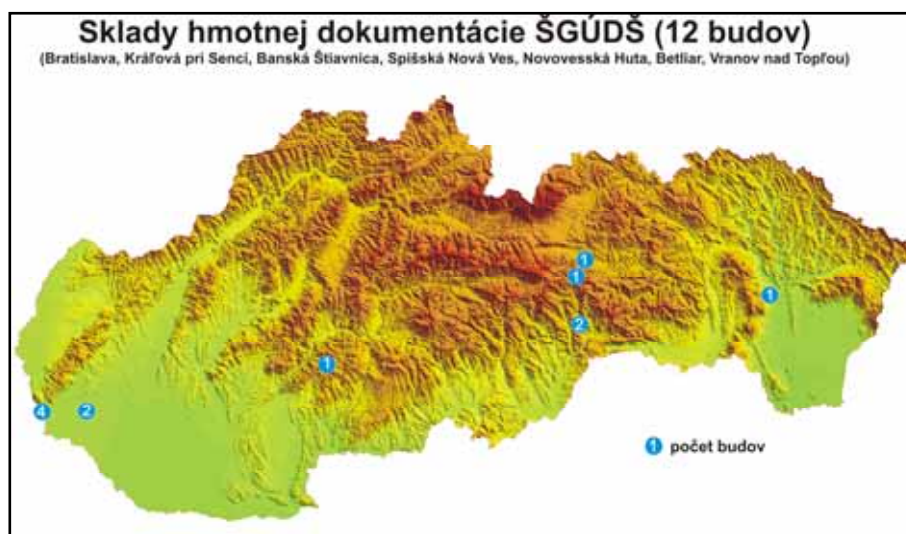 Sklady hmotnej dokumentácie ŠGÚDŠ (12 budov)
(Bratislava, Kráľová pri Senci, Banská Štiavnica, Spišská Nová Ves, Novovesská Huta, Betliar, Vranov nad Topľou)
1
1
1
2
1
4
2
1 počet budov